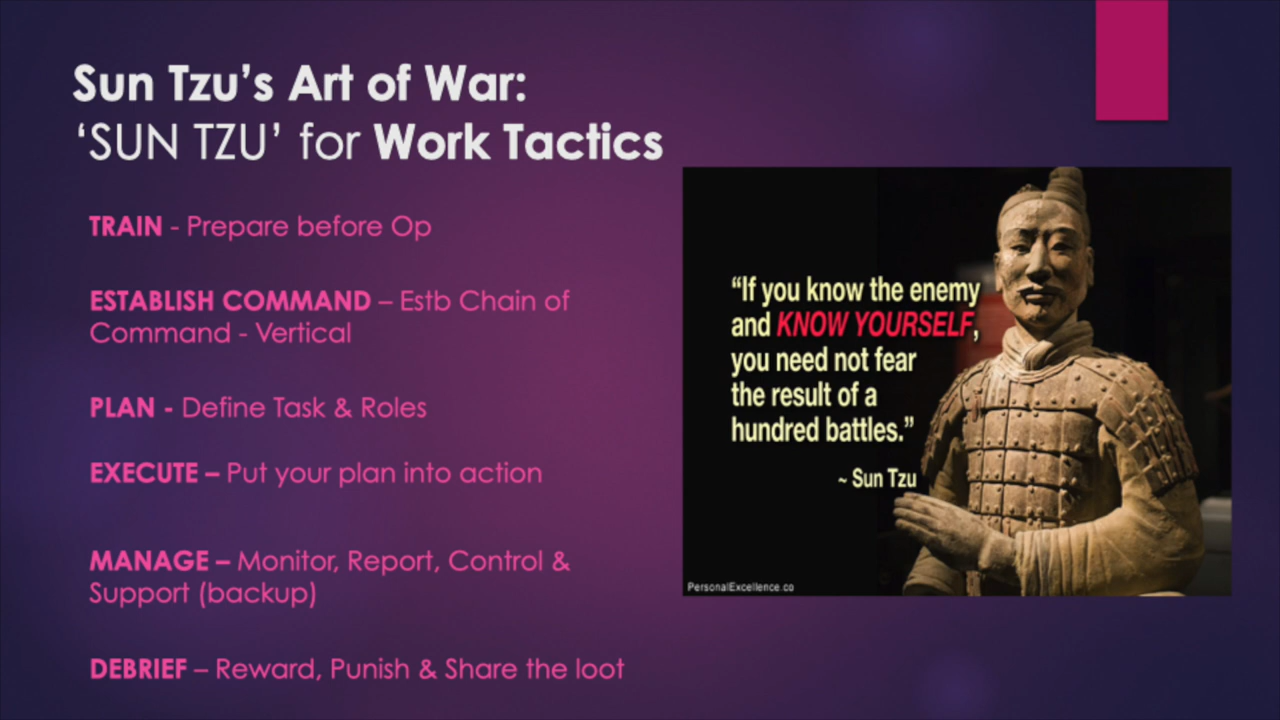 Sun Tzu’s Art of War:
‘SUN TZU’ for Work Tactics
TRAIN - Prepare before Op
ESTABLISH COMMAND – Estb Chain of
Command - Vertical
PLAN - Define Task & Roles
EXECUTE – Put your plan into action
MANAGE – Monitor, Report, Control &
Support (backup)
DEBRIEF – Reward, Punish & Share the loot
“If you know the enemy
and KNOW YOURSELF,
you need not fear
the result of a
hundred battles.”
~ Sun Tzu
PersonalExcellence.co